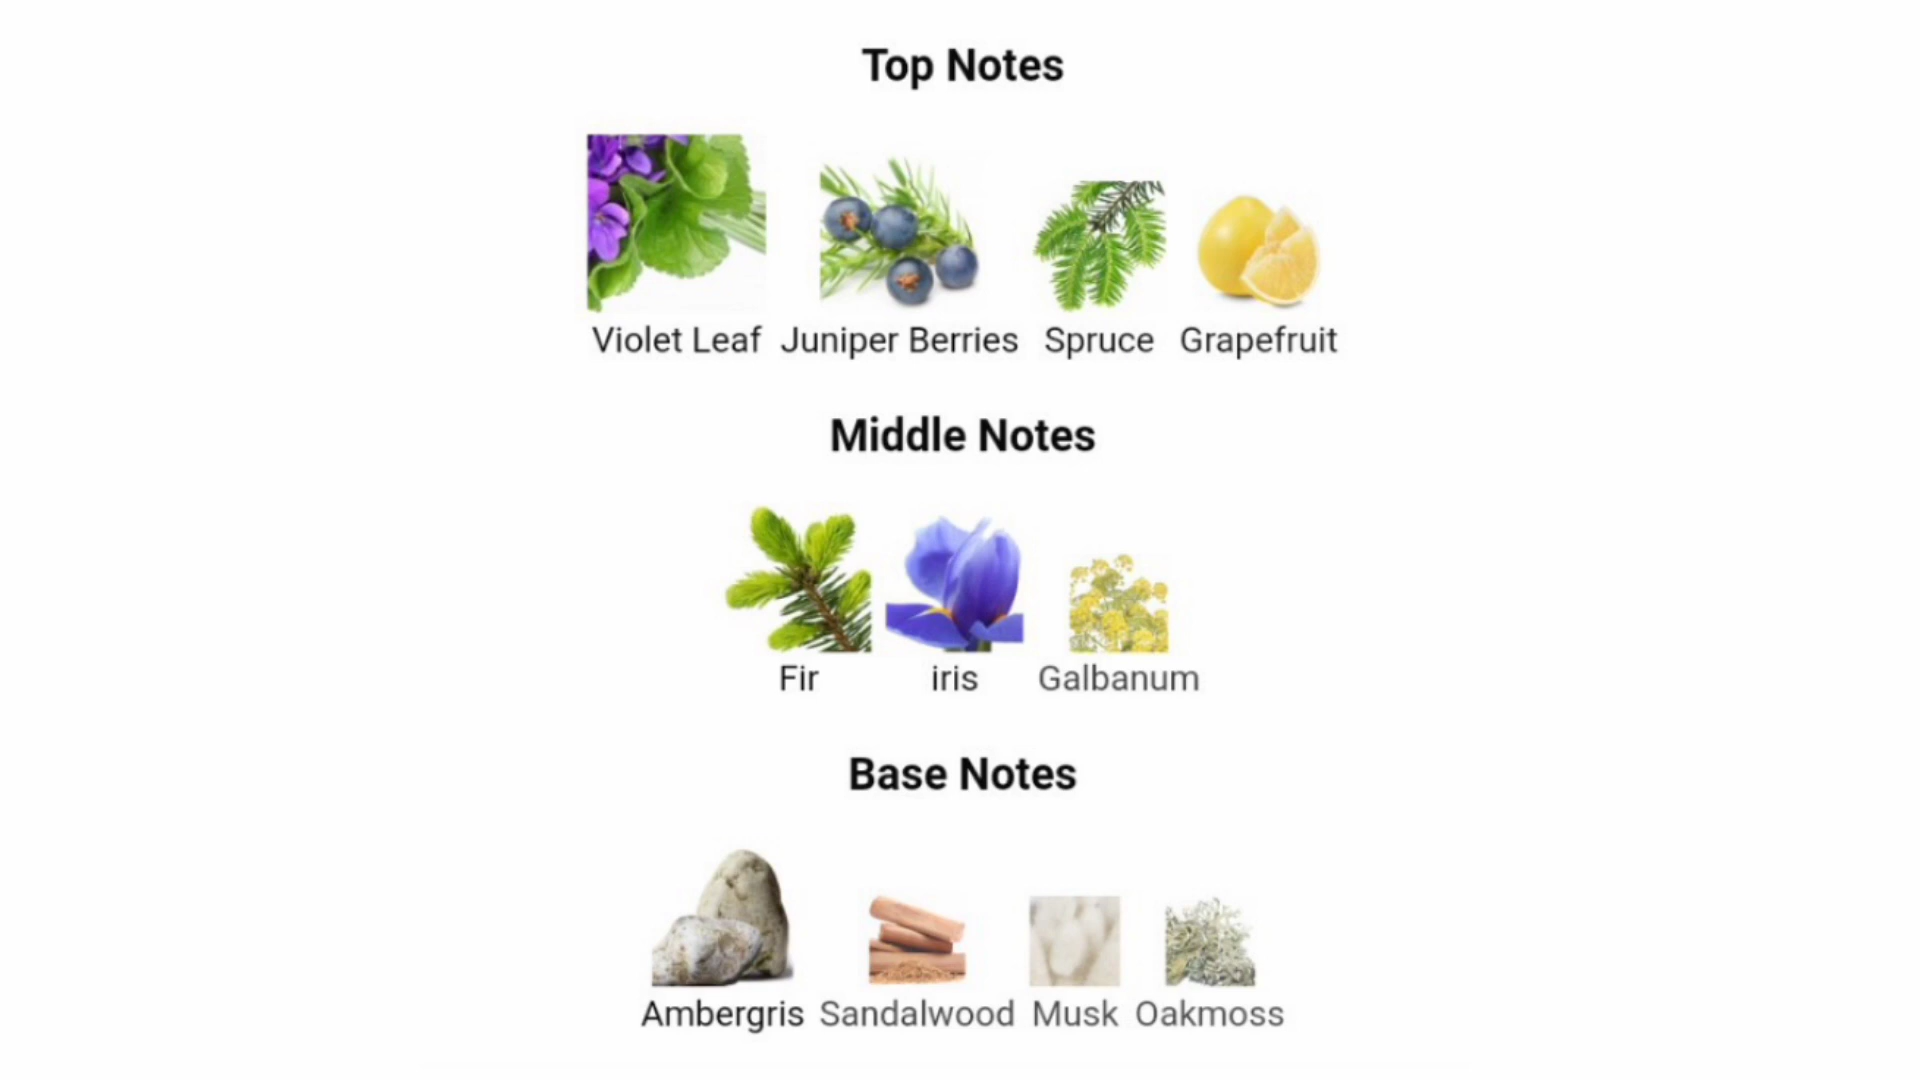 Top Notes
Violet Leaf Juniper Berries Spruce Grapefruit
Middle Notes
Fir iris Galbanum
Base Notes
Ambergris Sandalwood Musk Oakmoss